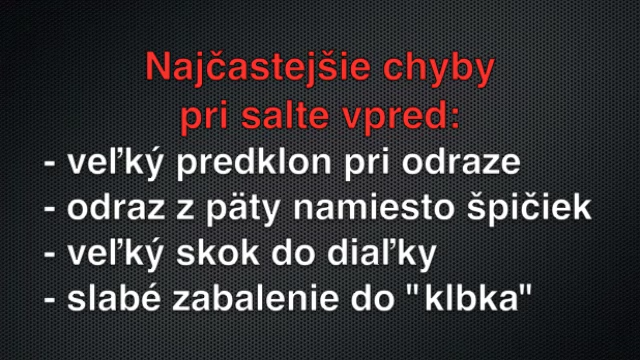 Najčastejšie chyby
pri salte vpred:
- veľký predklon pri odraze
- odraz z päty namiesto špičiek
- veľký skok do diaľky
- slabé zabalenie do "klbka"